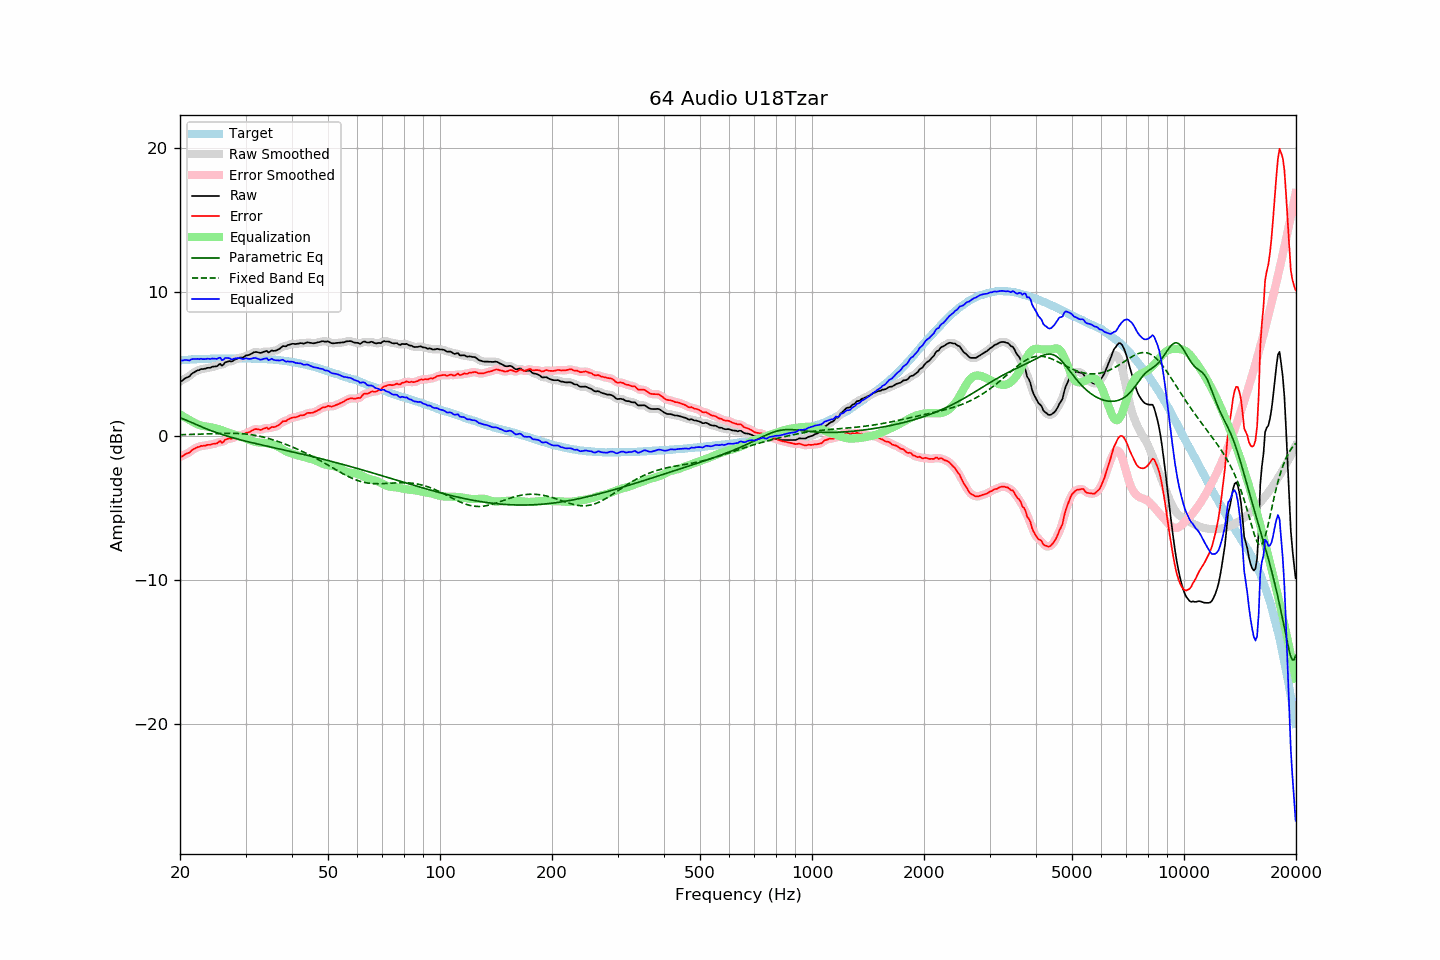 64 Audio U18Tzar
Target
Raw Smoothed
Error Smoothed
Raw
Error
Equalization
Parametric Eq
Fixed Band Eq
Equalized
20
10
0
−10
−20
Amplitude (dBr)
20 50 100 200 500 1000 2000 5000 10000 20000
Frequency (Hz)